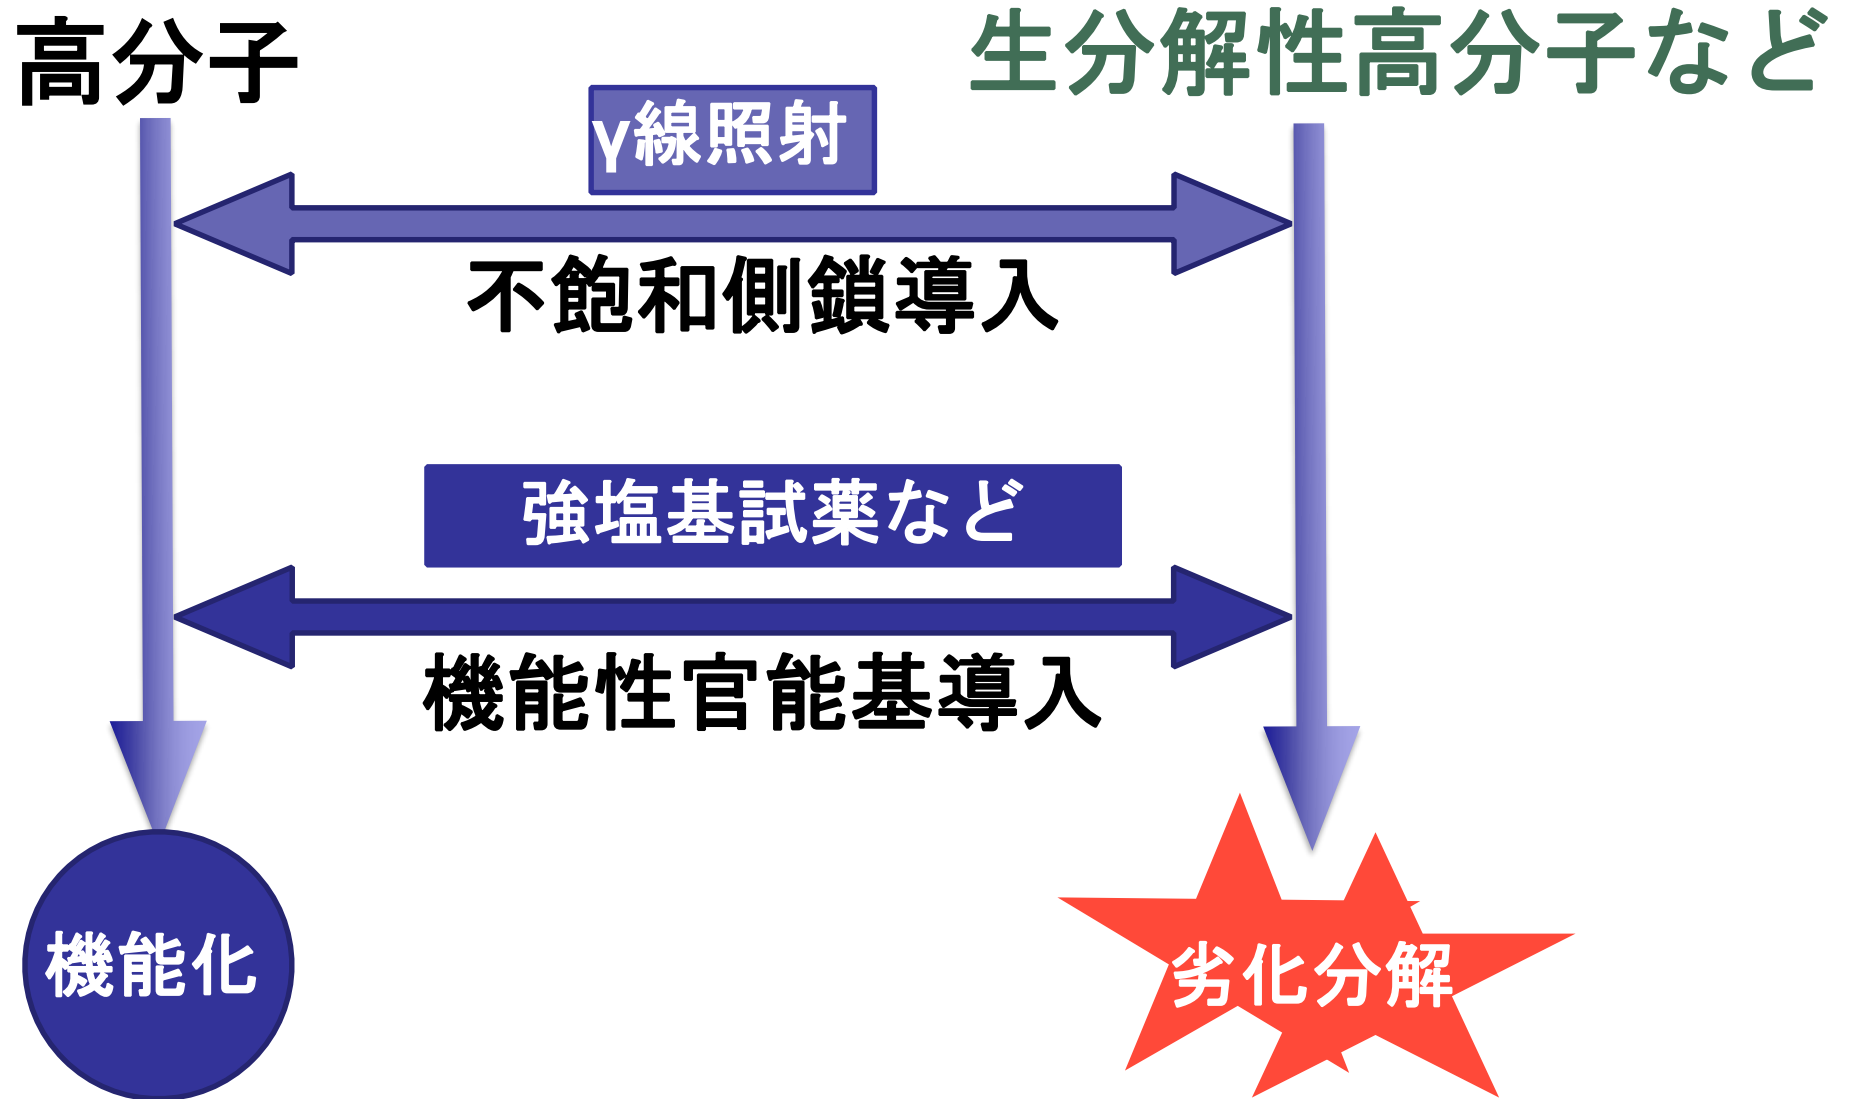 高分子
生分解性高分子など
γ線照射
不飽和側鎖導入
強塩基試薬など
機能性官能基導入
機能化
劣化分解